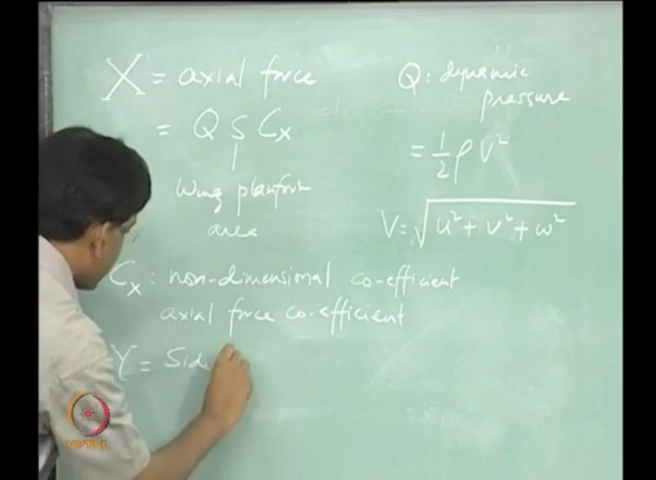 X = axial force
= Q S Cₓ
Wing planform
area
Q : dynamic
pressure
= 1/2 ρ V²
V = √(u² + v² + w²)
Cₓ : non-dimensional co-efficient
axial force co-efficient
Y = Sid